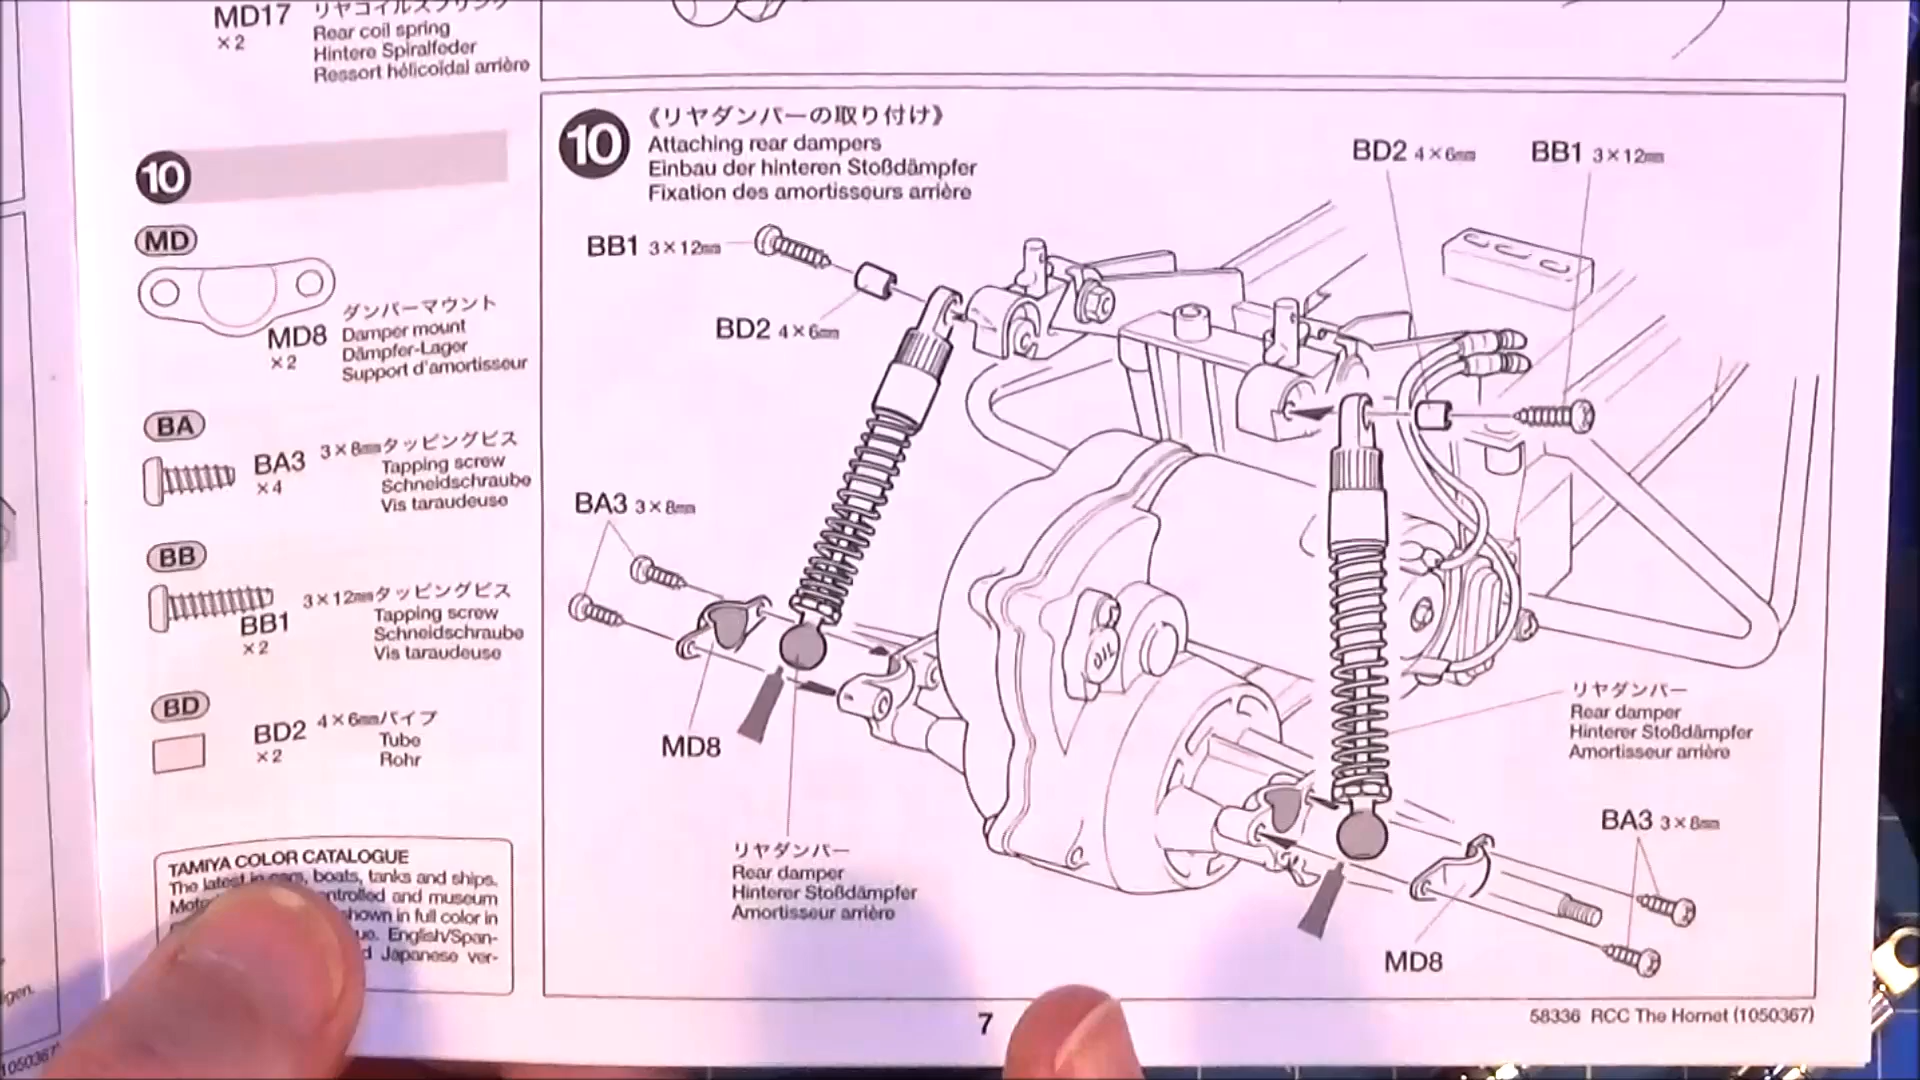 MD17
×2
リヤコイルスプリング
Rear coil spring
Hintere Spiralfeder
Ressort hélicoïdal arrière
10
MD
MD8
×2
ダンパーマウント
Damper mount
Dämpfer-Lager
Support d'amortisseur
BA
BA3
×4
3×8mmタッピングビス
Tapping screw
Schneidschraube
Vis taraudeuse
BB
BB1
×2
3×12mmタッピングビス
Tapping screw
Schneidschraube
Vis taraudeuse
BD
BD2
×2
4×6mmパイプ
Tube
Rohr
TAMIYA COLOR CATALOGUE
The latest in cars, boats, tanks and ships.
ntrolled and museum
shown in full color in
English/Span-
Japanese ver-
10
《リヤダンパーの取り付け》
Attaching rear dampers
Einbau der hinteren Stoßdämpfer
Fixation des amortisseurs arrière
BD2 4×6mm
BB1 3×12mm
BB1 3×12mm
BD2 4×6mm
BA3 3×8mm
OIL
MD8
リヤダンパー
Rear damper
Hinterer Stoßdämpfer
Amortisseur arrière
リヤダンパー
Rear damper
Hinterer Stoßdämpfer
Amortisseur arrière
BA3 3×8mm
MD8
7
58336 RCC The Hornet (1050367)